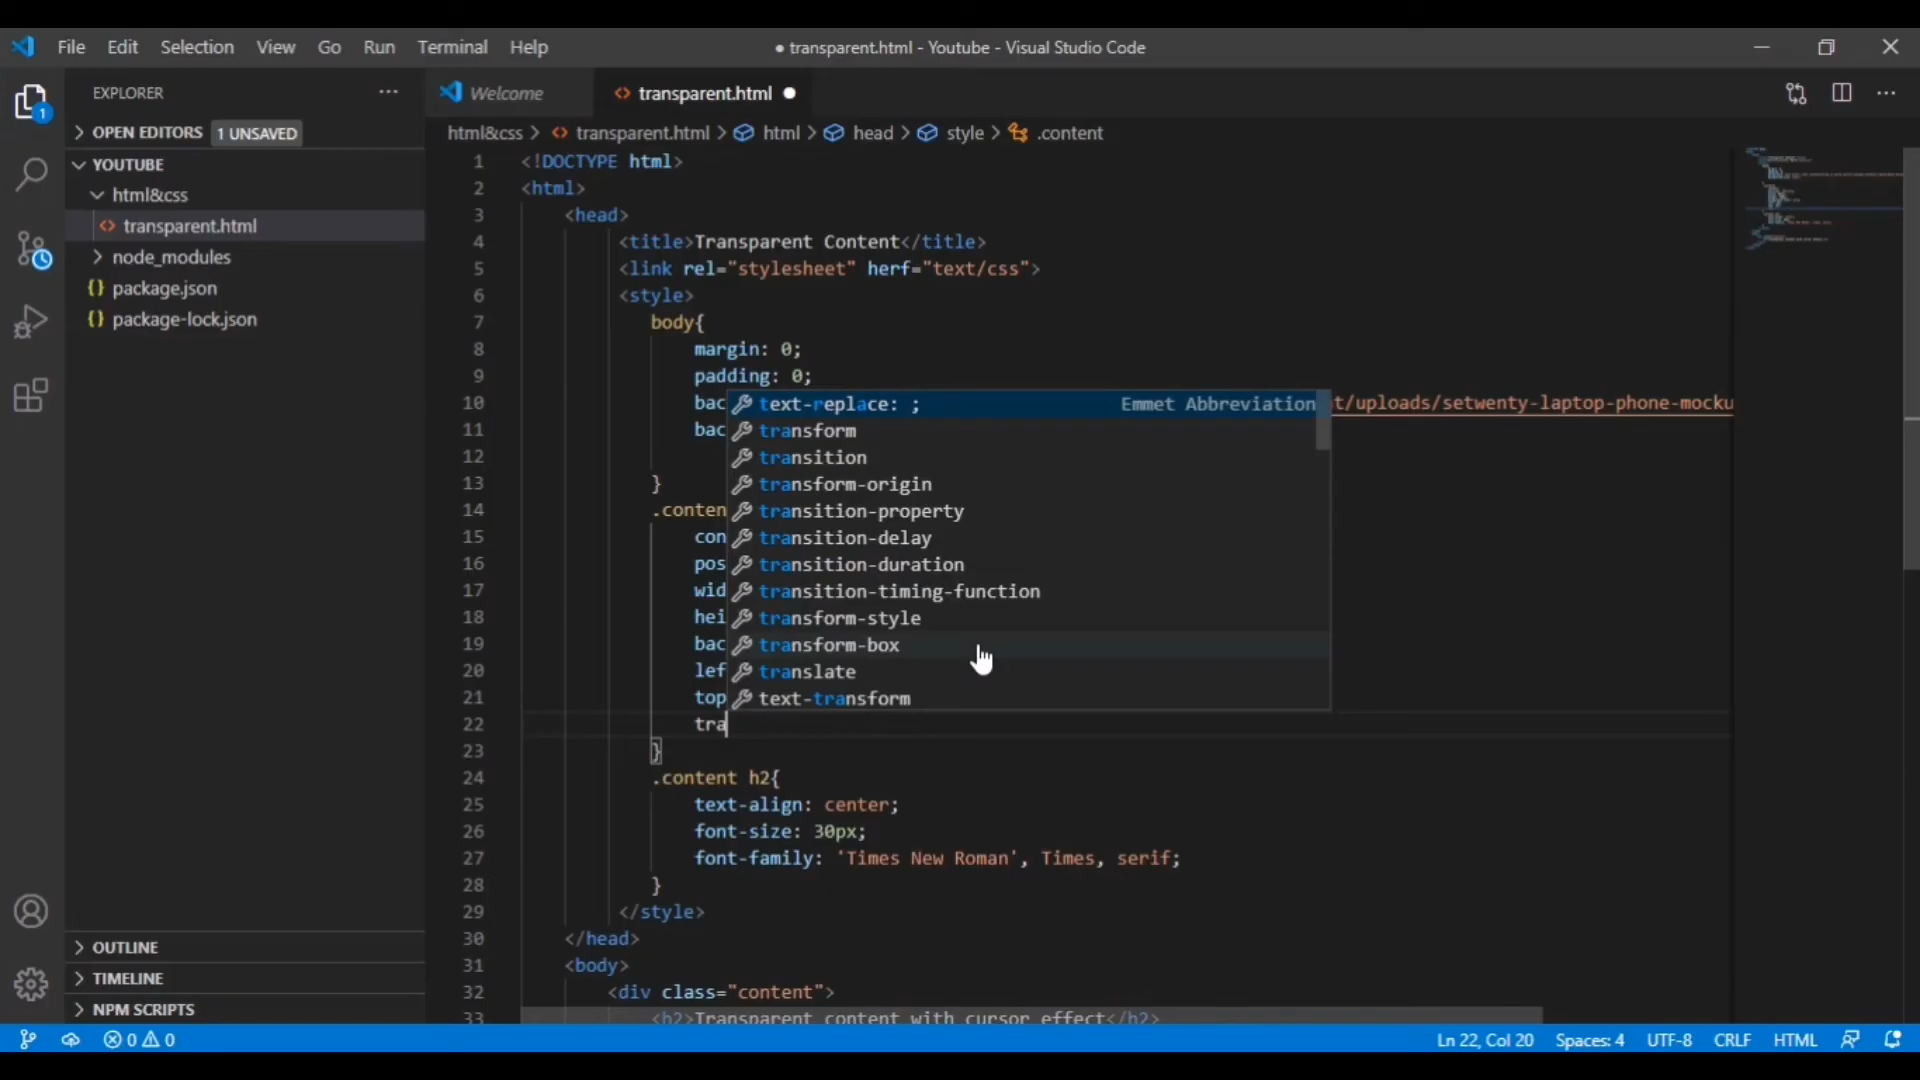 File Edit Selection View Go Run Terminal Help
● transparent.html - Youtube - Visual Studio Code
EXPLORER
OPEN EDITORS 1 UNSAVED
YOUTUBE
html&css
transparent.html
node_modules
{} package.json
{} package-lock.json
OUTLINE
TIMELINE
NPM SCRIPTS
1
Welcome
transparent.html
html&css > transparent.html > html > head > style > .content
1 <!DOCTYPE html>
2 <html>
3 <head>
4 <title>Transparent Content</title>
5 <link rel="stylesheet" herf="text/css">
6 <style>
7 body{
8 margin: 0;
9 padding: 0;
10 bac t/uploads/setwenty-laptop-phone-mocku
11 bac
12
13 }
14 .conten
15 con
16 pos
17 wid
18 hei
19 bac
20 lef
21 top
22 tra
23 }
24 .content h2{
25 text-align: center;
26 font-size: 30px;
27 font-family: 'Times New Roman', Times, serif;
28 }
29 </style>
30 </head>
31 <body>
32 <div class="content">
33 <h2>Transparent content with cursor effect</h2>
text-replace: ; Emmet Abbreviation
transform
transition
transform-origin
transition-property
transition-delay
transition-duration
transition-timing-function
transform-style
transform-box
translate
text-transform
0 0
Ln 22, Col 20 Spaces: 4 UTF-8 CRLF HTML